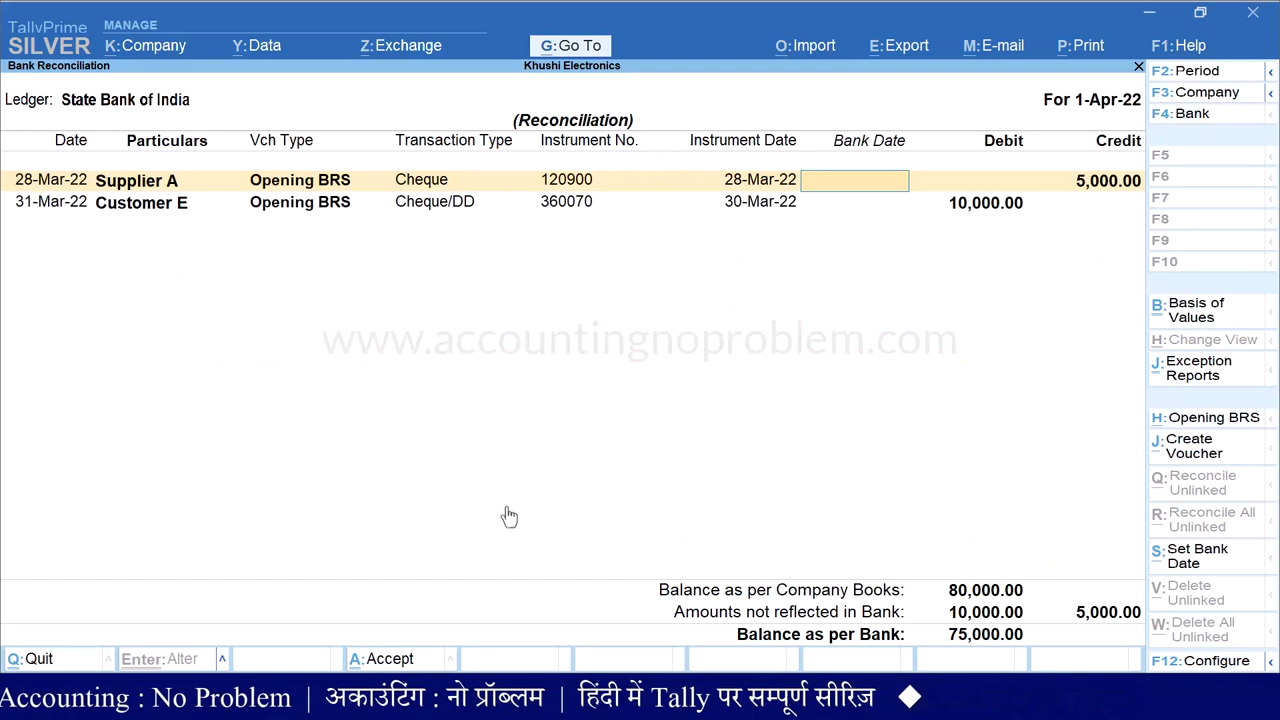 TallyPrime MANAGE
SILVER K:Company Y:Data Z:Exchange G:Go To O:Import E:Export M:E-mail P:Print F1:Help
Bank Reconciliation Khushi Electronics
Ledger: State Bank of India For 1-Apr-22
(Reconciliation)
Date Particulars Vch Type Transaction Type Instrument No. Instrument Date Bank Date Debit Credit
28-Mar-22 Supplier A Opening BRS Cheque 120900 28-Mar-22 5,000.00
31-Mar-22 Customer E Opening BRS Cheque/DD 360070 30-Mar-22 10,000.00
www.accountingnoproblem.com
Balance as per Company Books: 80,000.00
Amounts not reflected in Bank: 10,000.00 5,000.00
Balance as per Bank: 75,000.00
F2:Period
F3:Company
F4:Bank
F5
F6
F7
F8
F9
F10
B:Basis of
Values
H:Change View
J:Exception
Reports
H:Opening BRS
J:Create
Voucher
Q:Reconcile
Unlinked
R:Reconcile All
Unlinked
S:Set Bank
Date
V:Delete
Unlinked
W:Delete All
Unlinked
F12:Configure
Q:Quit Enter:Alter A:Accept
Accounting : No Problem | अकाउंटिंग : नो प्रॉब्लम | हिंदी में Tally पर सम्पूर्ण सीरिज़